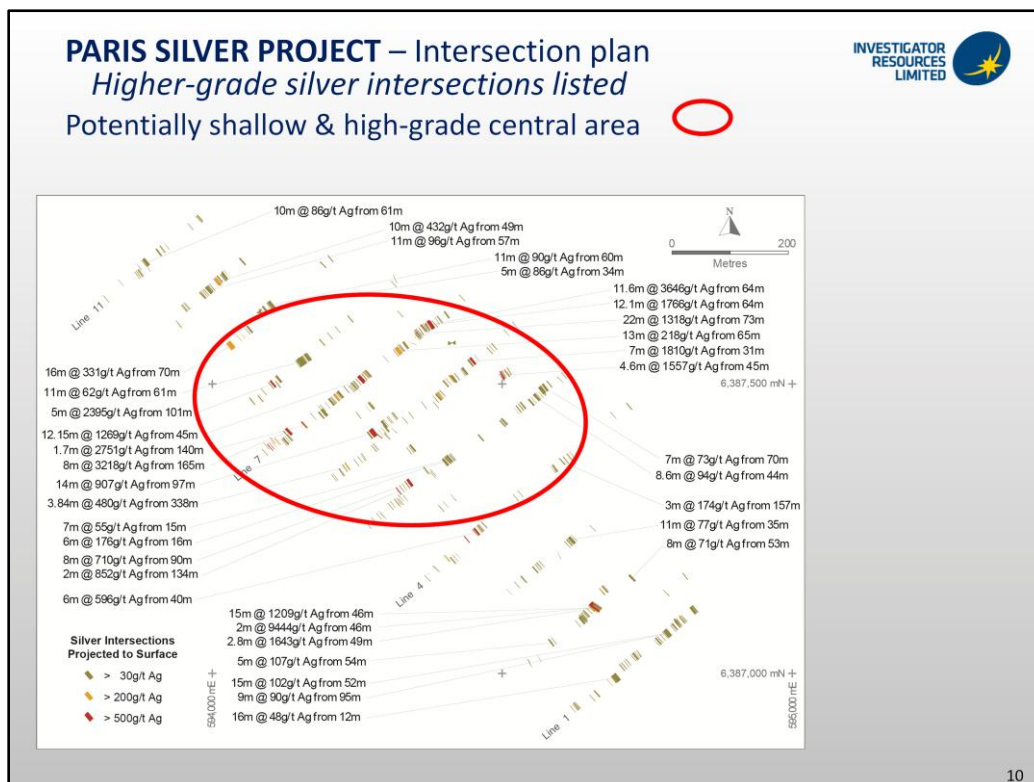 PARIS SILVER PROJECT – Intersection plan
Higher-grade silver intersections listed
Potentially shallow & high-grade central area
INVESTIGATOR
RESOURCES
LIMITED
10m @ 86g/t Ag from 61m
10m @ 432g/t Ag from 49m
11m @ 96g/t Ag from 57m
11m @ 90g/t Ag from 60m
5m @ 86g/t Ag from 34m
11.6m @ 3646g/t Ag from 64m
12.1m @ 1766g/t Ag from 64m
22m @ 1318g/t Ag from 73m
13m @ 218g/t Ag from 65m
7m @ 1810g/t Ag from 31m
4.6m @ 1557g/t Ag from 45m
N
0 200
Metres
6,387,500 mN
Line 11
16m @ 331g/t Ag from 70m
11m @ 62g/t Ag from 61m
5m @ 2395g/t Ag from 101m
12.15m @ 1269g/t Ag from 45m
1.7m @ 2751g/t Ag from 140m
8m @ 3218g/t Ag from 165m
14m @ 907g/t Ag from 97m
3.84m @ 480g/t Ag from 338m
7m @ 55g/t Ag from 15m
6m @ 176g/t Ag from 16m
8m @ 710g/t Ag from 90m
2m @ 852g/t Ag from 134m
6m @ 596g/t Ag from 40m
Line 7
7m @ 73g/t Ag from 70m
8.6m @ 94g/t Ag from 44m
3m @ 174g/t Ag from 157m
11m @ 77g/t Ag from 35m
8m @ 71g/t Ag from 53m
Line 4
15m @ 1209g/t Ag from 46m
2m @ 9444g/t Ag from 46m
2.8m @ 1643g/t Ag from 49m
5m @ 107g/t Ag from 54m
15m @ 102g/t Ag from 52m
9m @ 90g/t Ag from 95m
16m @ 48g/t Ag from 12m
Line 1
Silver Intersections
Projected to Surface
> 30g/t Ag
> 200g/t Ag
> 500g/t Ag
594,000 mE
6,387,000 mN
595,000 mE
10